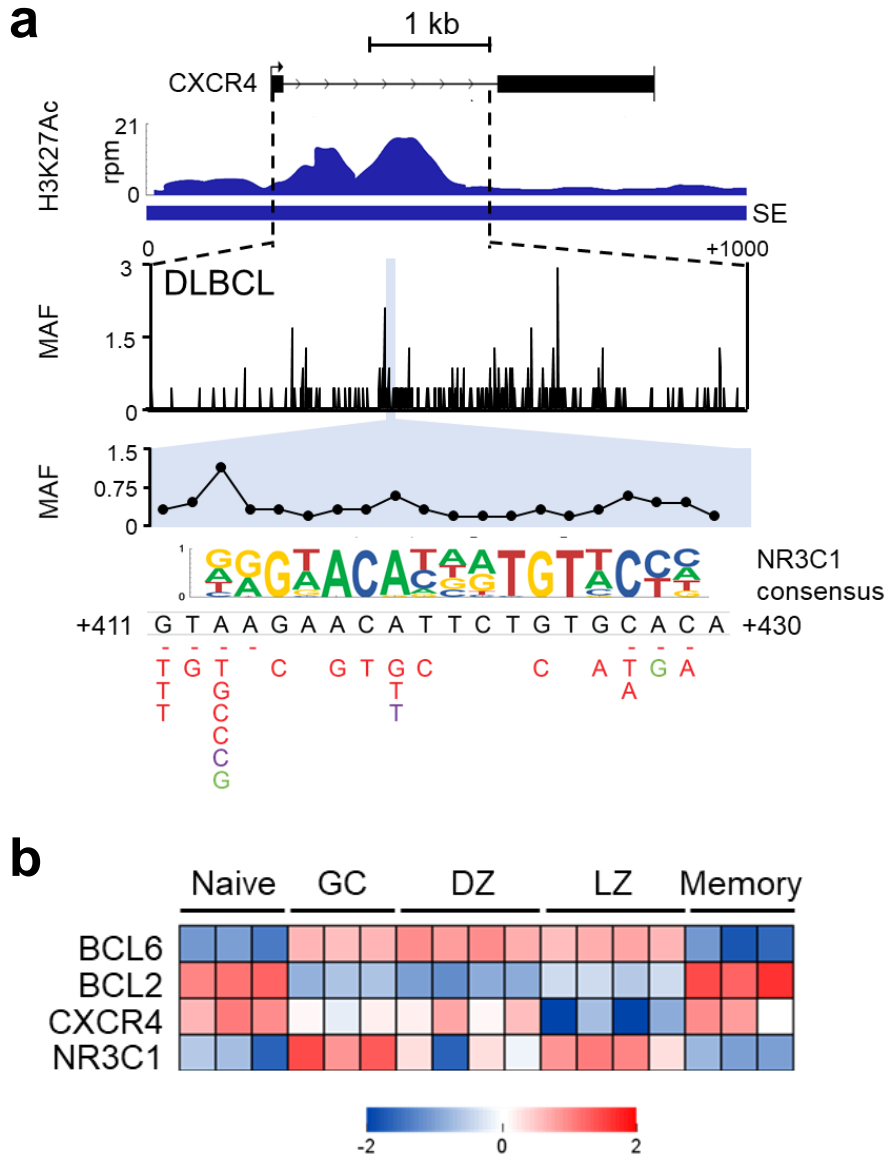 a
1 kb
CXCR4
H3K27Ac
rpm
21
0
SE
0
+1000
DLBCL
MAF
3
1.5
0
MAF
1.5
0.75
0
1
0
GGGTACATAATGTTCCC
NR3C1
consensus
+411 G T A A G A A C A T T C T G T G C A C A +430
- - - - - - -
T G T C G T G C C A T G A
T G T A
T C T
C
C
G
b
Naive GC DZ LZ Memory
BCL6
BCL2
CXCR4
NR3C1
-2 0 2